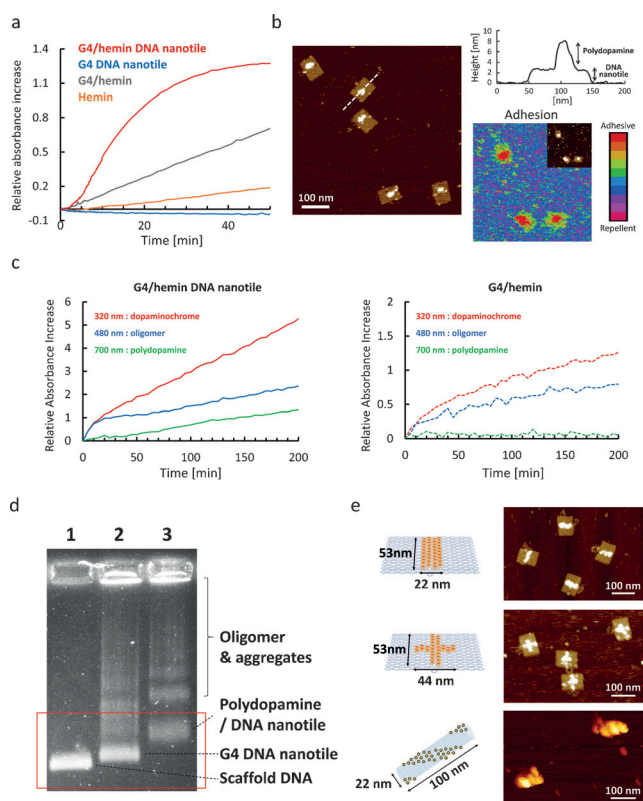 a
Relative absorbance increase
1.4
1.1
0.8
0.5
0.2
-0.1
G4/hemin DNA nanotile
G4 DNA nanotile
G4/hemin
Hemin
0
20
40
Time [min]
b
100 nm
Height [nm]
10
8
6
4
2
0
0
50
100
150
200
[nm]
Polydopamine
DNA
nanotile
Adhesion
Adhesive
Repellent
c
G4/hemin DNA nanotile
Relative Absorbance Increase
6
5
4
3
2
1
0
320 nm : dopaminochrome
480 nm : oligomer
700 nm : polydopamine
0
50
100
150
200
Time [min]
G4/hemin
Relative Absorbance Increase
2
1.5
1
0.5
0
320 nm : dopaminochrome
480 nm : oligomer
700 nm : polydopamine
0
50
100
150
200
Time [min]
d
1 2 3
Oligomer
& aggregates
Polydopamine
/ DNA nanotile
G4 DNA nanotile
Scaffold DNA
e
53nm
22 nm
100 nm
53nm
44 nm
100 nm
22 nm
100 nm
100 nm